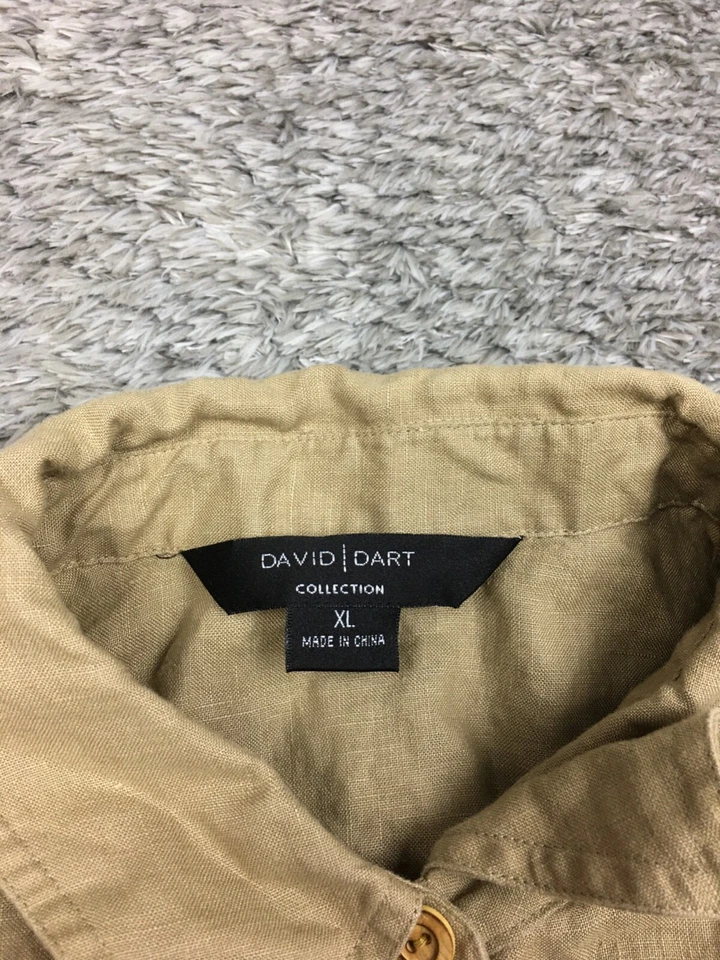 DAVID | DART
COLLECTION
XL
MADE IN CHINA